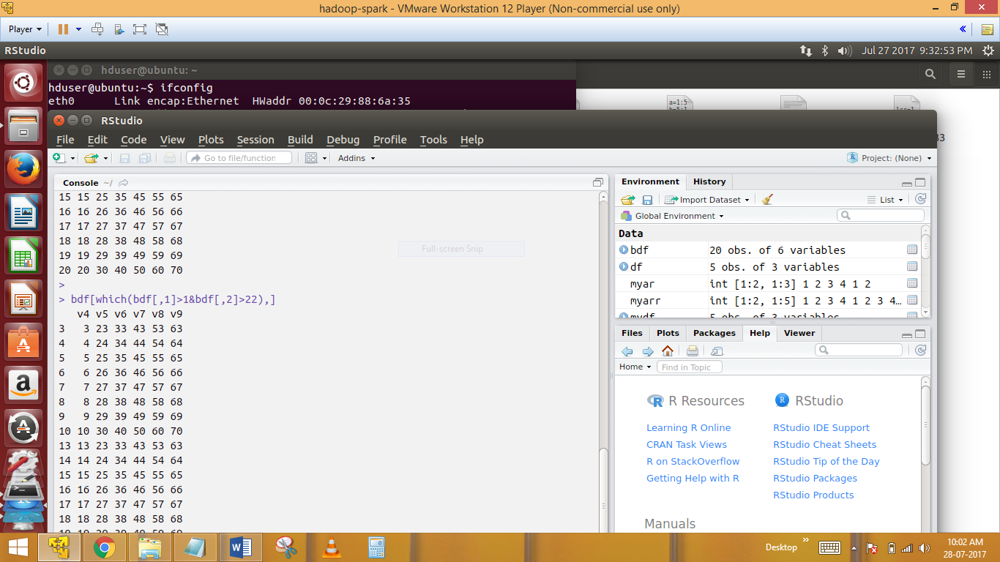 hadoop-spark - VMware Workstation 12 Player (Non-commercial use only)
Player
RStudio
Jul 27 2017 9:32:53 PM
hduser@ubuntu: ~
hduser@ubuntu:~$ ifconfig
eth0 Link encap:Ethernet HWaddr 00:0c:29:88:6a:35
a=1:5
RStudio
File Edit Code View Plots Session Build Debug Profile Tools Help
Go to file/function
Addins
Project: (None)
Console ~/
15 15 25 35 45 55 65
16 16 26 36 46 56 66
17 17 27 37 47 57 67
18 18 28 38 48 58 68
19 19 29 39 49 59 69
20 20 30 40 50 60 70
>
> bdf[which(bdf[,1]>1&bdf[,2]>22),]
v4 v5 v6 v7 v8 v9
3 3 23 33 43 53 63
4 4 24 34 44 54 64
5 5 25 35 45 55 65
6 6 26 36 46 56 66
7 7 27 37 47 57 67
8 8 28 38 48 58 68
9 9 29 39 49 59 69
10 10 30 40 50 60 70
13 13 23 33 43 53 63
14 14 24 34 44 54 64
15 15 25 35 45 55 65
16 16 26 36 46 56 66
17 17 27 37 47 57 67
18 18 28 38 48 58 68
19 19 29 39 49 59 69
Full-screen Snip
Environment History
Import Dataset
List
Global Environment
Data
bdf 20 obs. of 6 variables
df 5 obs. of 3 variables
myar int [1:2, 1:3] 1 2 3 4 1 2
myarr int [1:2, 1:5] 1 2 3 4 1 2 3 4...
mydf 5 obs. of 3 variables
Files Plots Packages Help Viewer
Home
Find in Topic
R Resources
Learning R Online
CRAN Task Views
R on StackOverflow
Getting Help with R
RStudio
RStudio IDE Support
RStudio Cheat Sheets
RStudio Tip of the Day
RStudio Packages
RStudio Products
Manuals
Desktop
10:02 AM
28-07-2017